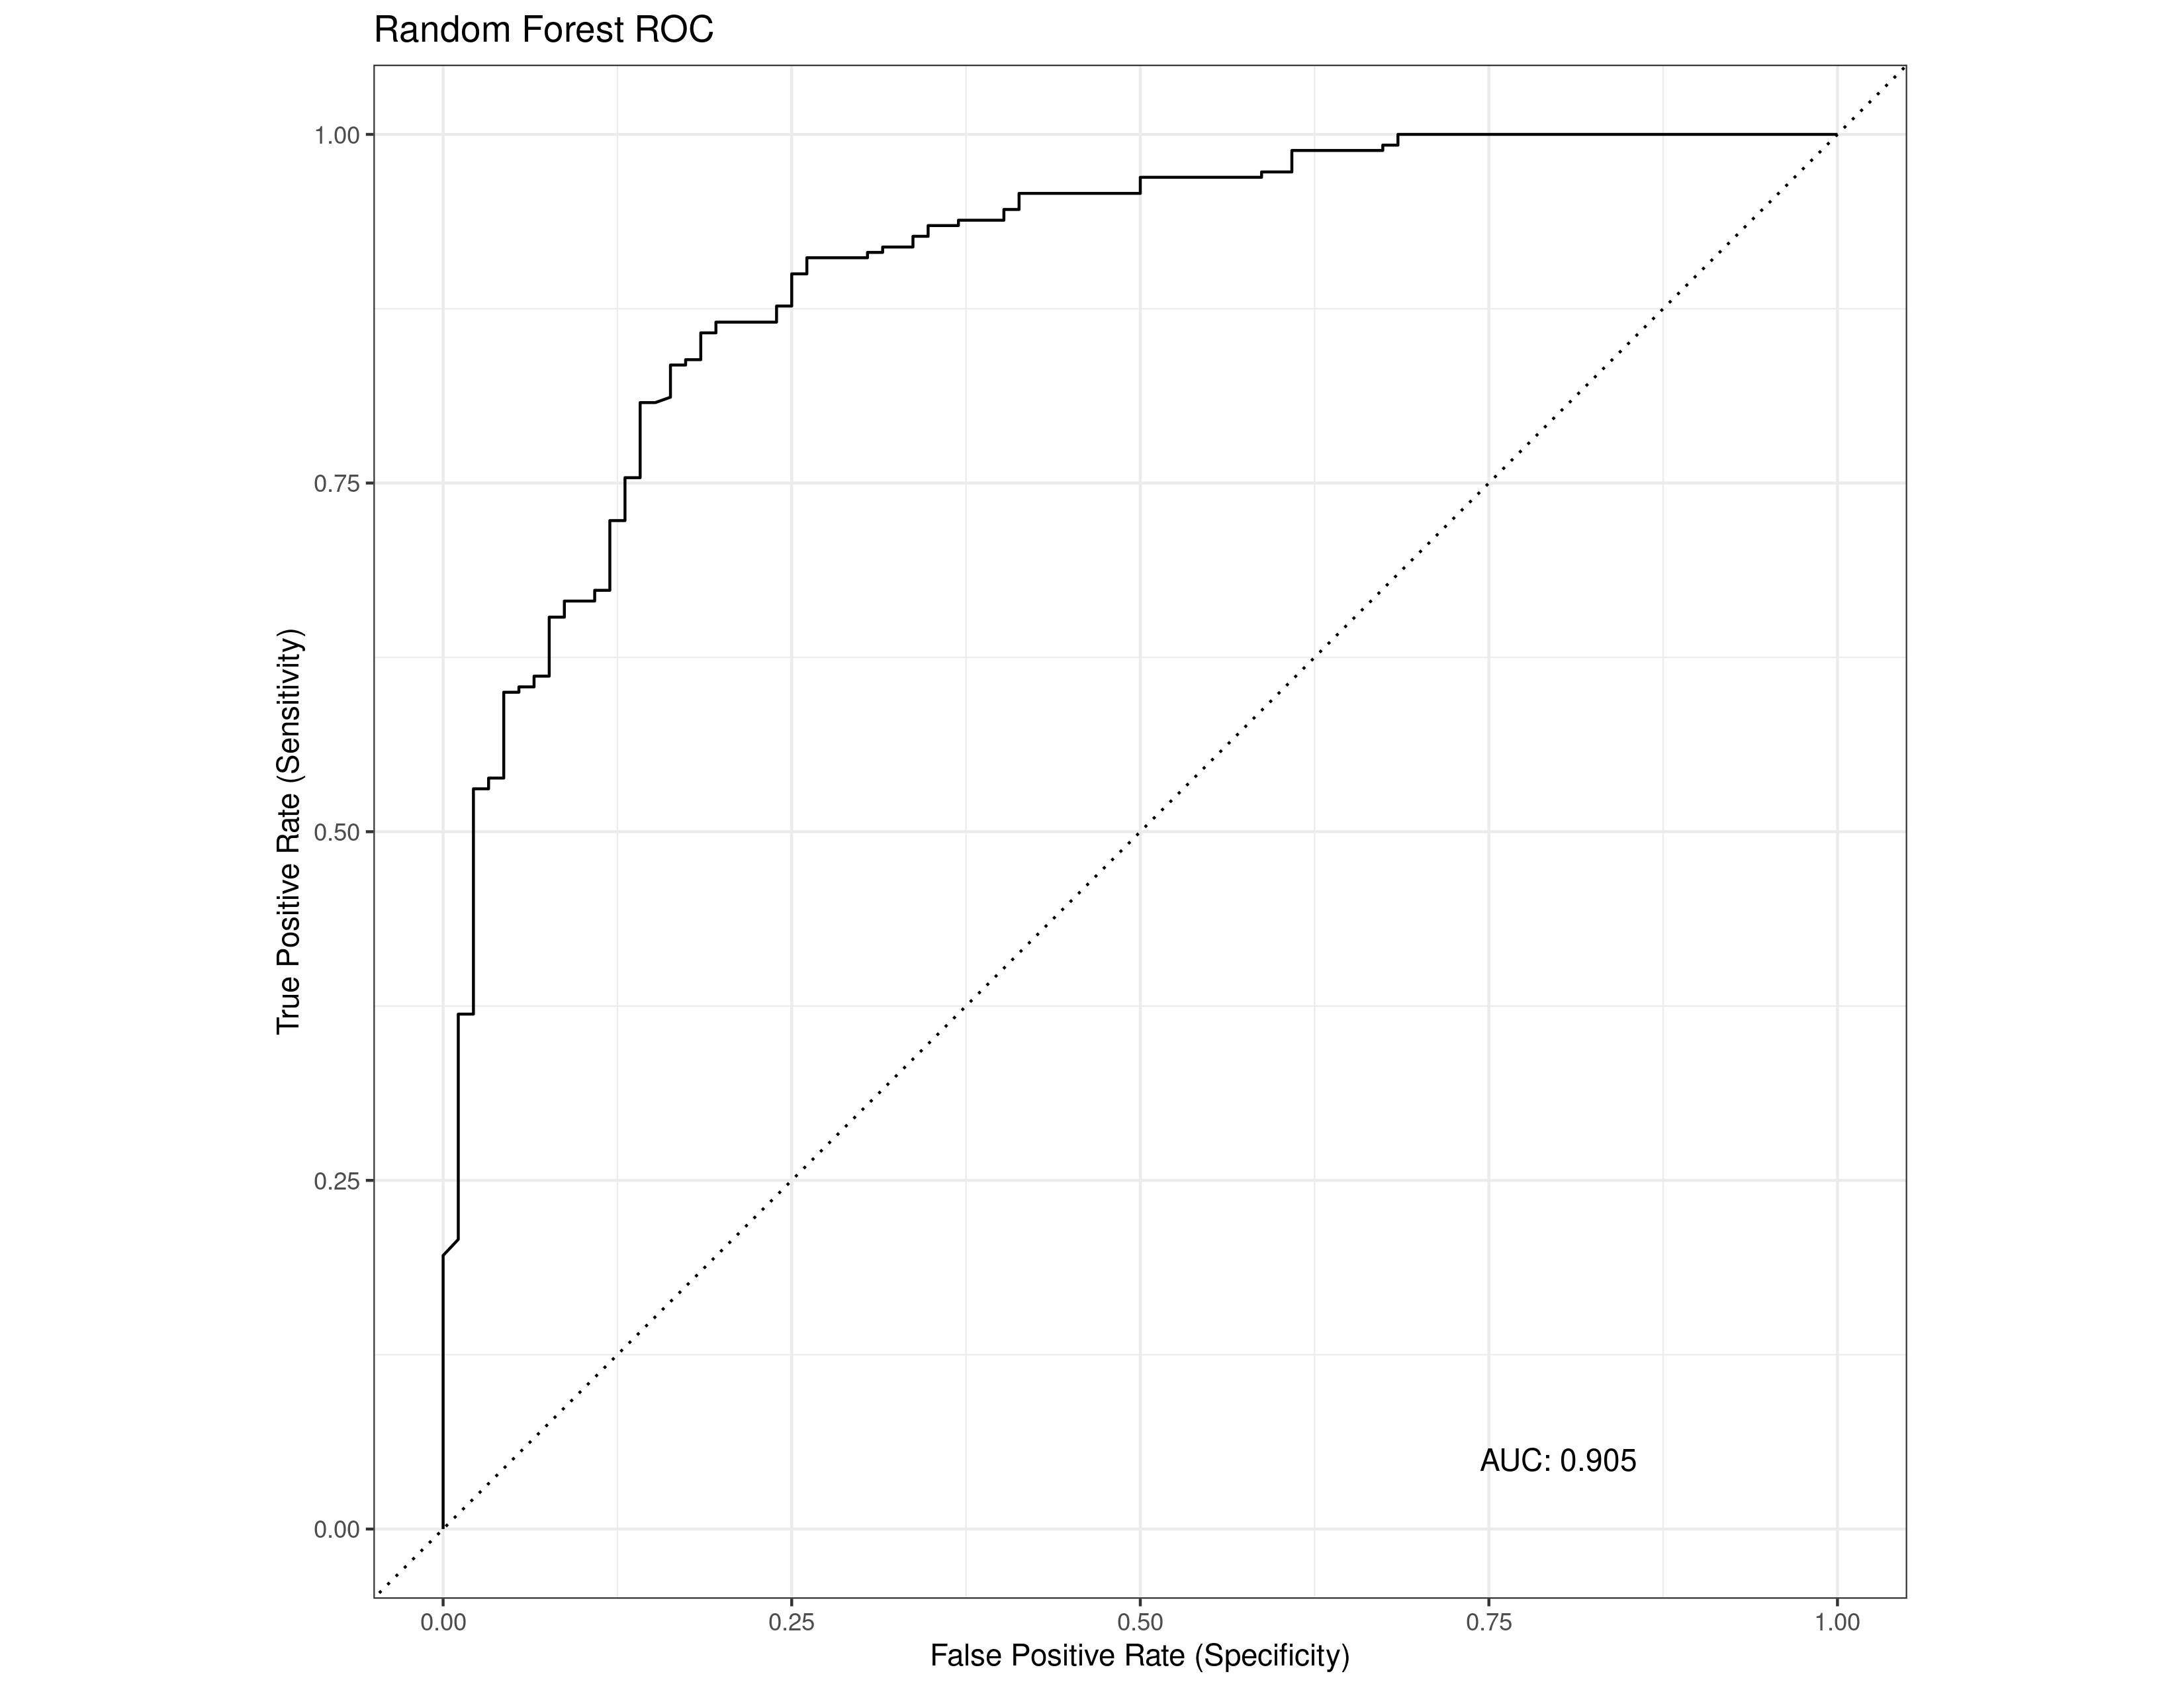 Random Forest ROC
True Positive Rate (Sensitivity)
1.00
0.75
0.50
0.25
0.00
AUC: 0.905
0.00 0.25 0.50 0.75 1.00
False Positive Rate (Specificity)